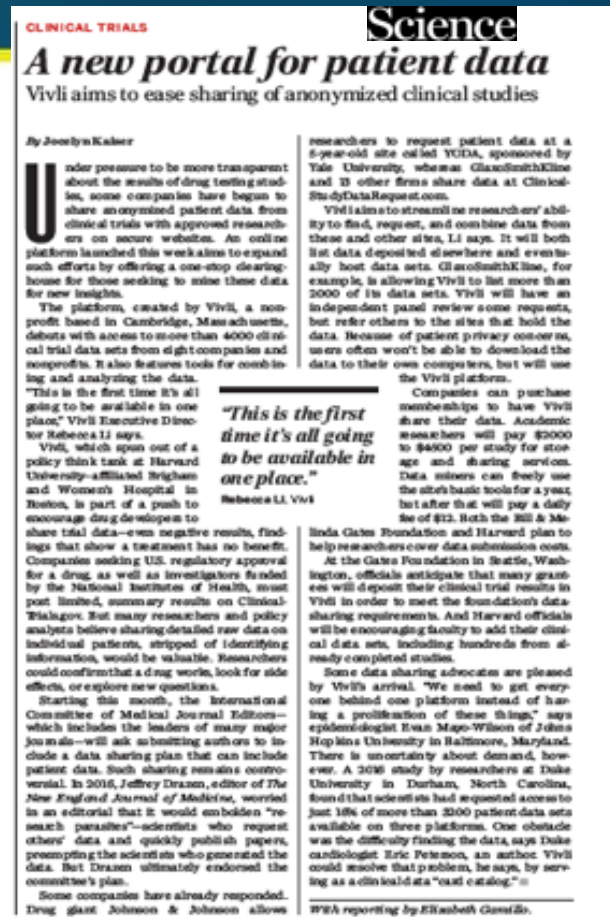 CLINICAL TRIALS
Science
A new portal for patient data
Vivli aims to ease sharing of anonymized clinical studies
By Jocelyn Kaiser
Under pressure to be more transparent
about the results of drug testing stud-
ies, some companies have begun to
share anonymized patient data from
clinical trials with approved research-
ers on secure websites. An online
platform launched this week aims to expand
such efforts by offering a one-stop clearing-
house for those seeking to mine these data
for new insights.
The platform, created by Vivli, a non-
profit based in Cambridge, Massachusetts,
debuts with access to more than 4000 clini-
cal trial data sets from eight companies and
nonprofits. It also features tools for combin-
ing and analyzing the data.
"This is the first time it's all
going to be available in one
place," Vivli Executive Direc-
tor Rebecca Li says.
Vivli, which spun out of a
policy think tank at Harvard
University–affiliated Brigham
and Women's Hospital in
Boston, is part of a push to
encourage drug developers to
share trial data—even negative results, find-
ings that show a treatment has no benefit.
Companies seeking U.S. regulatory approval
for a drug, as well as investigators funded
by the National Institutes of Health, must
post limited, summary results on Clinical-
Trials.gov. But many researchers and policy
analysts believe sharing detailed raw data on
individual patients, stripped of identifying
information, would be valuable. Researchers
could confirm that a drug works, look for side
effects, or explore new questions.
Starting this month, the International
Committee of Medical Journal Editors—
which includes the leaders of many major
journals—will ask submitting authors to in-
clude a data sharing plan that can include
patient data. Such sharing remains contro-
versial. In 2016, Jeffrey Drazen, editor of The
New England Journal of Medicine, worried
in an editorial that it would embolden "re-
search parasites"—scientists who request
others' data and quickly publish papers,
preempting the scientists who generated the
data. But Drazen ultimately endorsed the
committee's plan.
Some companies have already responded.
Drug giant Johnson & Johnson allows
"This is the first
time it's all going
to be available in
one place."
Rebecca Li, Vivli
researchers to request patient data at a
-year-old site called YODA, sponsored by
Yale University, whereas GlaxoSmithKline
and 13 other firms share data at Clinical-
StudyDataRequest.com.
Vivli aims to streamline researchers' abil-
ity to find, request, and combine data from
these and other sites, Li says. It will both
list data deposited elsewhere and eventu-
ally host data sets. GlaxoSmithKline, for
example, is allowing Vivli to list more than
2000 of its data sets. Vivli will have an
independent panel review some requests,
but refer others to the sites that hold the
data. Because of patient privacy concerns,
users often won't be able to download the
data to their own computers, but will use
the Vivli platform.
Companies can purchase
memberships to have Vivli
share their data. Academic
researchers will pay $2000
to $4500 per study for stor-
age and sharing services.
Data miners can freely use
the site's basic tools for a year,
but after that will pay a daily
fee of $12. Both the Bill & Me-
linda Gates Foundation and Harvard plan to
help researchers cover data submission costs.
At the Gates Foundation in Seattle, Wash-
ington, officials anticipate that many grant-
ees will deposit their clinical trial results in
Vivli in order to meet the foundation's data-
sharing requirements. And Harvard officials
will be encouraging faculty to add their clini-
cal data sets, including hundreds from al-
ready completed studies.
Some data sharing advocates are pleased
by Vivli's arrival. "We need to get every-
one behind one platform instead of hav-
ing a proliferation of these things," says
epidemiologist Evan Mayo-Wilson of Johns
Hopkins University in Baltimore, Maryland.
There is uncertainty about demand, how-
ever. A 2016 study by researchers at Duke
University in Durham, North Carolina,
found that scientists had requested access to
just 16% of more than 3200 patient data sets
available on three platforms. One obstacle
was the difficulty finding the data, says Duke
cardiologist Eric Peterson, an author. Vivli
could resolve that problem, he says, by serv-
ing as a clinical data "card catalog."
With reporting by Elizabeth Gamillo.